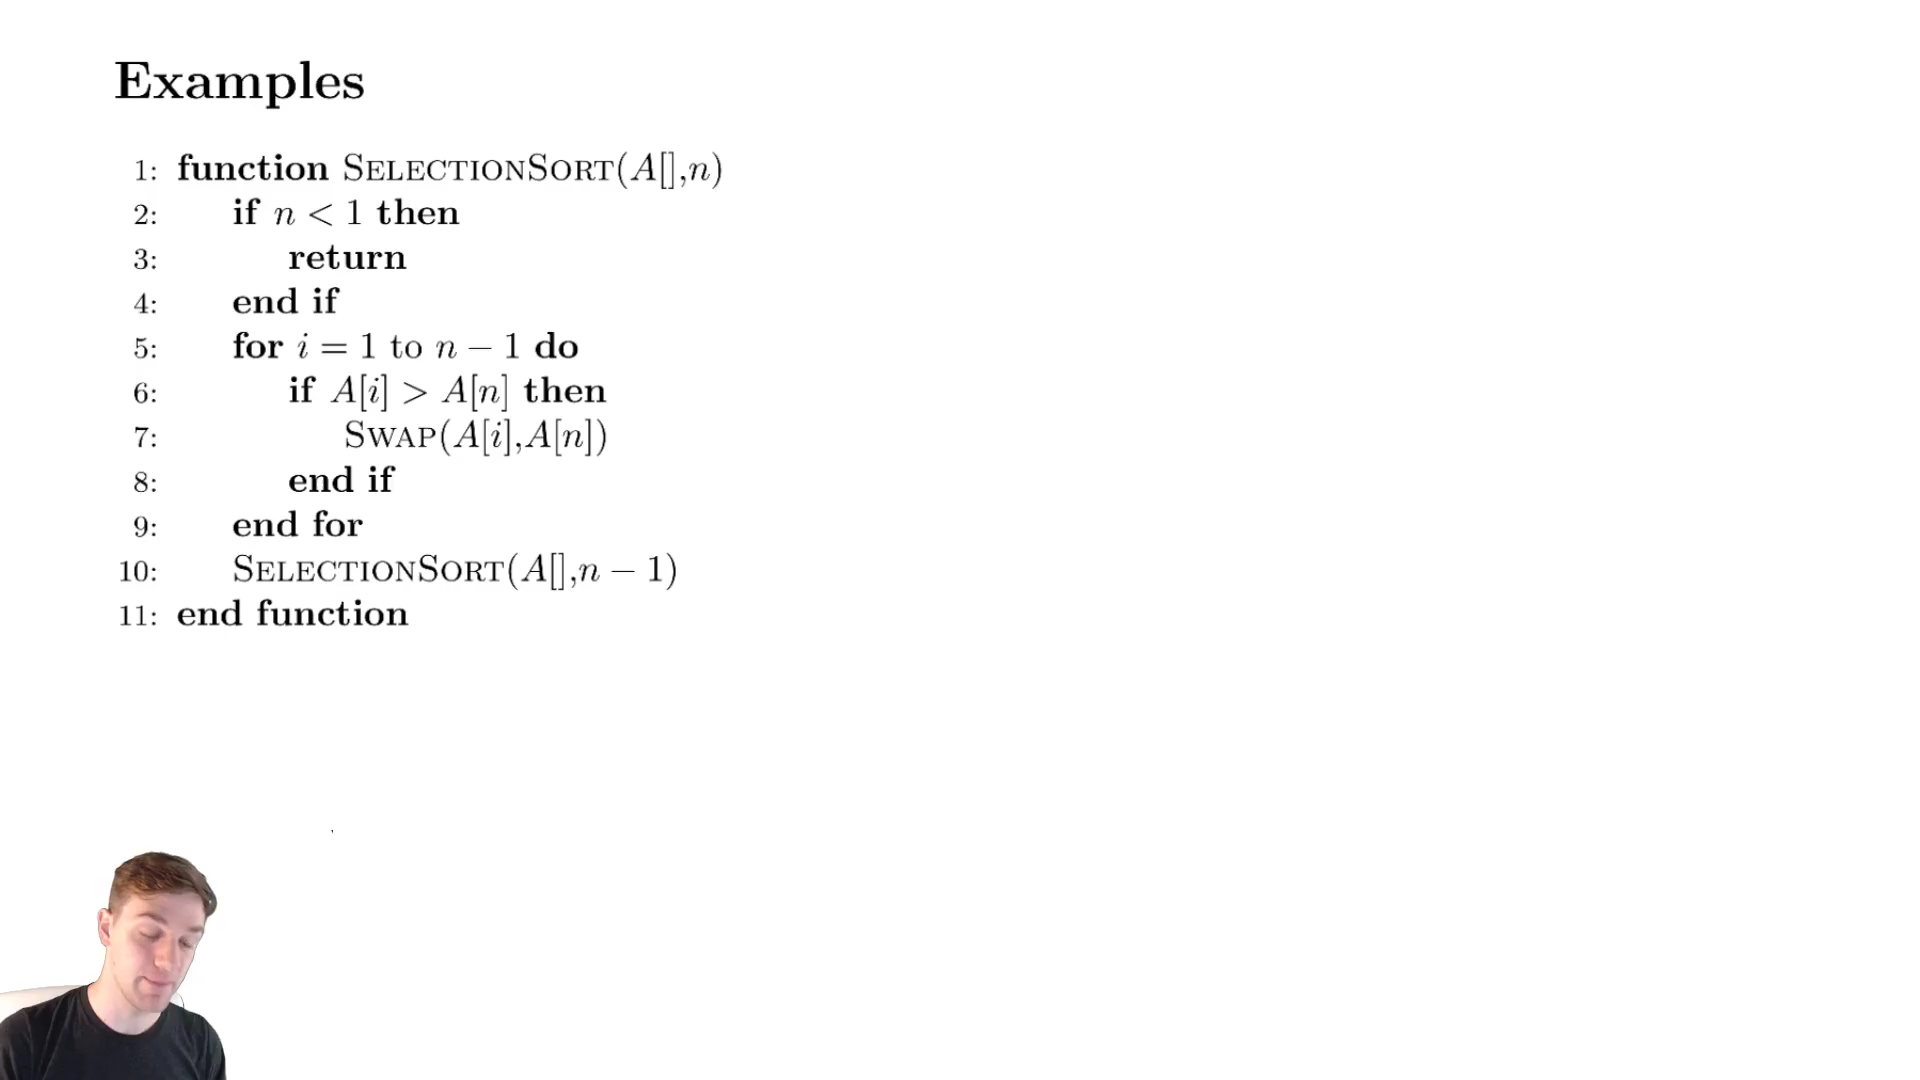 Examples
1: function SELECTIONSORT(A[],n)
2: if n < 1 then
3: return
4: end if
5: for i = 1 to n − 1 do
6: if A[i] > A[n] then
7: SWAP(A[i],A[n])
8: end if
9: end for
10: SELECTIONSORT(A[],n − 1)
11: end function